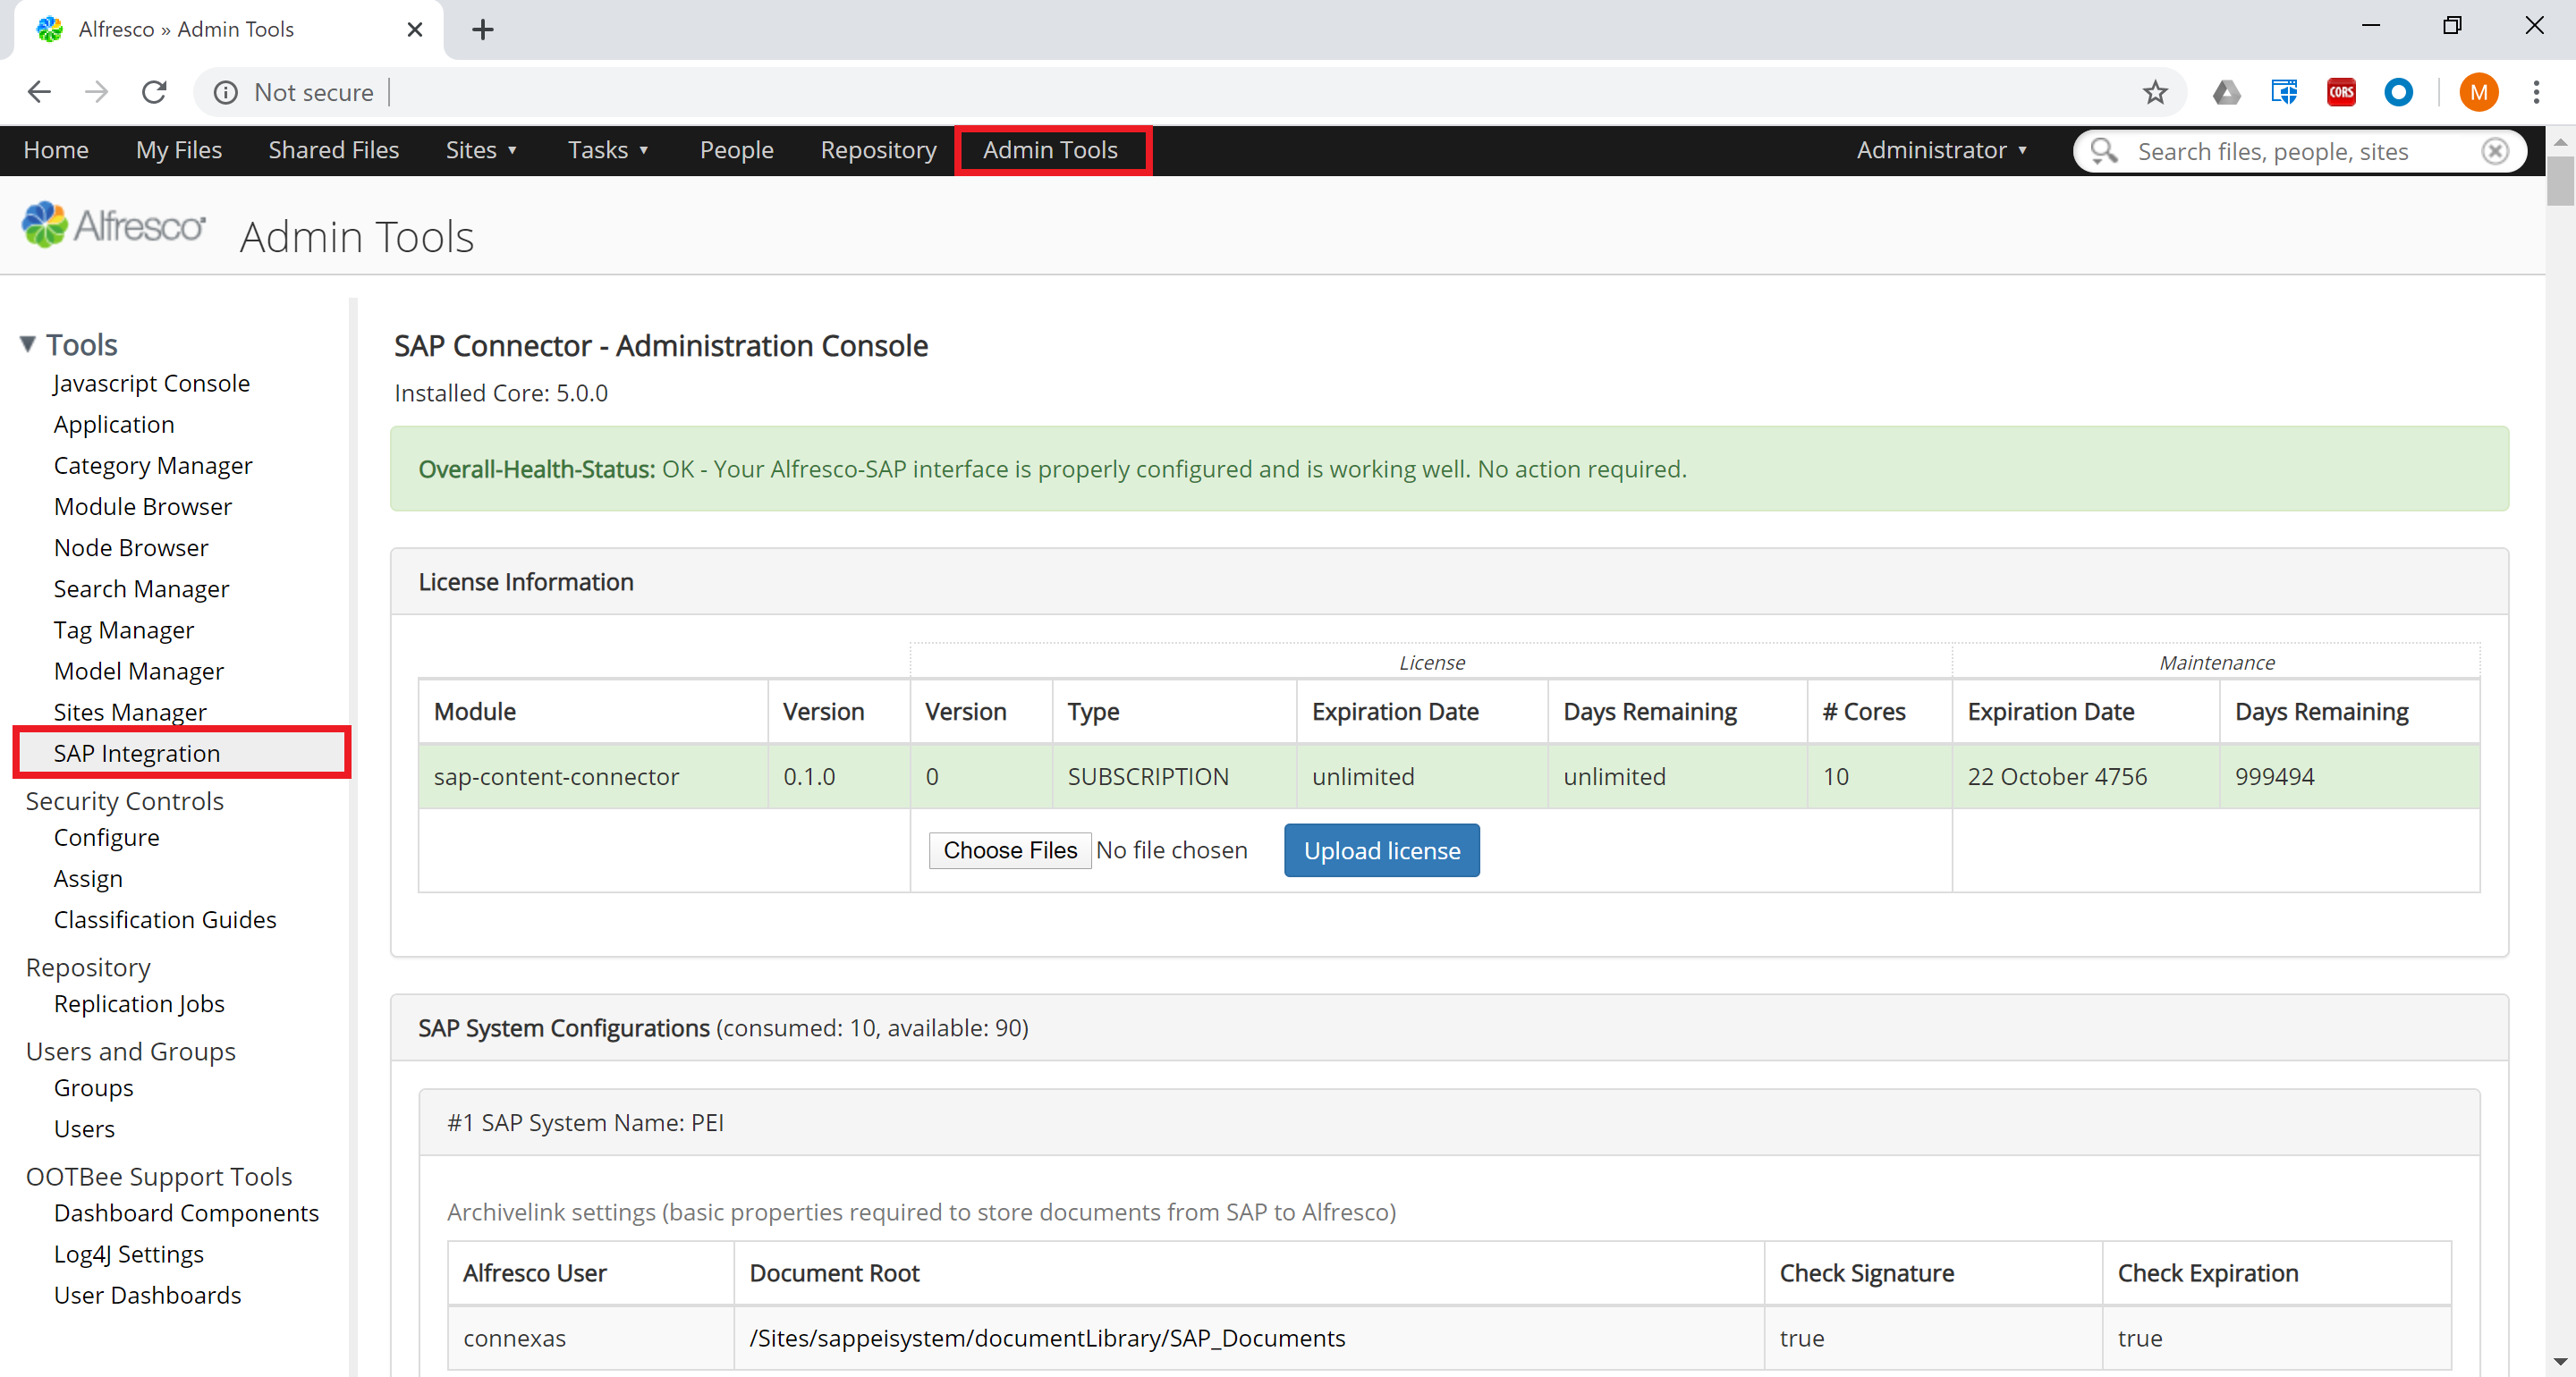 Alfresco » Admin Tools
Not secure
CORS
M
Home My Files Shared Files Sites Tasks People Repository Admin Tools Administrator Search files, people, sites
Alfresco Admin Tools
Tools
Javascript Console
Application
Category Manager
Module Browser
Node Browser
Search Manager
Tag Manager
Model Manager
Sites Manager
SAP Integration
Security Controls
Configure
Assign
Classification Guides
Repository
Replication Jobs
Users and Groups
Groups
Users
OOTBee Support Tools
Dashboard Components
Log4J Settings
User Dashboards
SAP Connector - Administration Console
Installed Core: 5.0.0
Overall-Health-Status: OK - Your Alfresco-SAP interface is properly configured and is working well. No action required.
License Information
License Maintenance
Module Version Version Type Expiration Date Days Remaining # Cores Expiration Date Days Remaining
sap-content-connector 0.1.0 0 SUBSCRIPTION unlimited unlimited 10 22 October 4756 999494
Choose Files No file chosen Upload license
SAP System Configurations (consumed: 10, available: 90)
#1 SAP System Name: PEI
Archivelink settings (basic properties required to store documents from SAP to Alfresco)
Alfresco User Document Root Check Signature Check Expiration
connexas /Sites/sappeisystem/documentLibrary/SAP_Documents true true